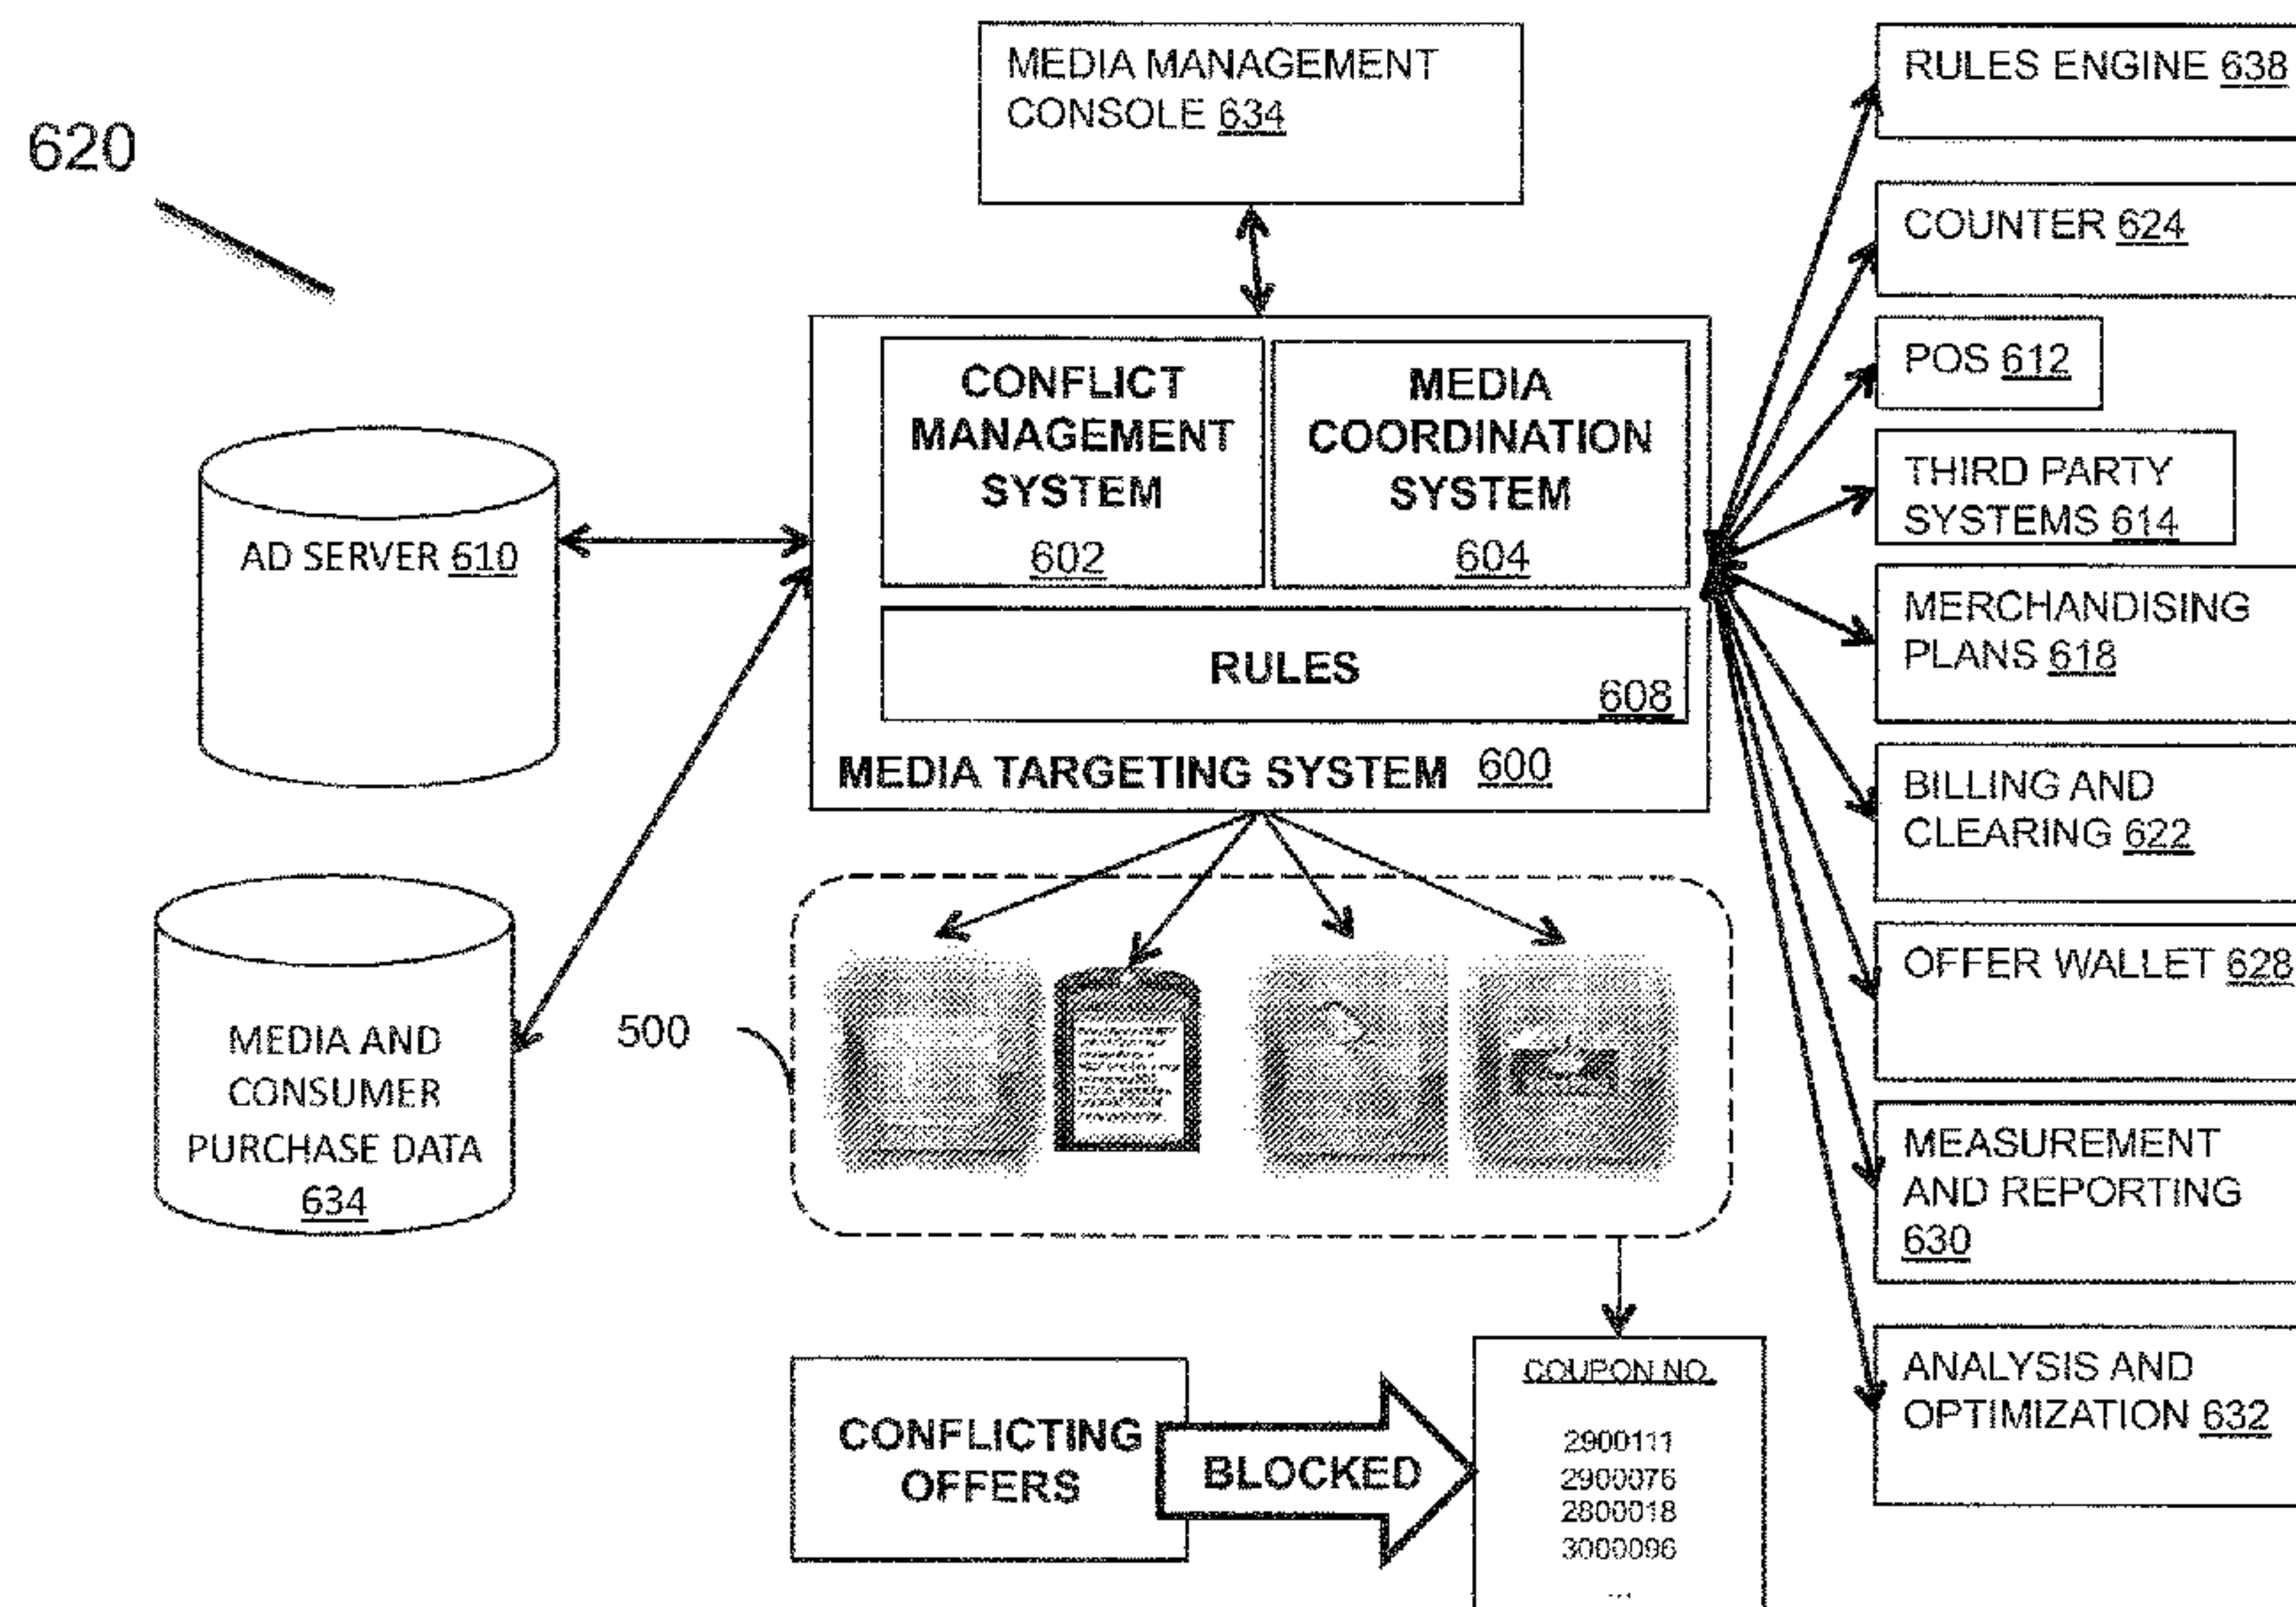 620
MEDIA MANAGEMENT
CONSOLE 634
CONFLICT
MANAGEMENT
SYSTEM
602
MEDIA
COORDINATION
SYSTEM
604
RULES
608
MEDIA TARGETING SYSTEM 600
AD SERVER 610
MEDIA AND
CONSUMER
PURCHASE DATA
634
500
CONFLICTING
OFFERS
BLOCKED
COUPON NO.
2900111
2900076
2800018
3000096
...
RULES ENGINE 638
COUNTER 624
POS 612
THIRD PARTY
SYSTEMS 614
MERCHANDISING
PLANS 618
BILLING AND
CLEARING 622
OFFER WALLET 628
MEASUREMENT
AND REPORTING
630
ANALYSIS AND
OPTIMIZATION 632